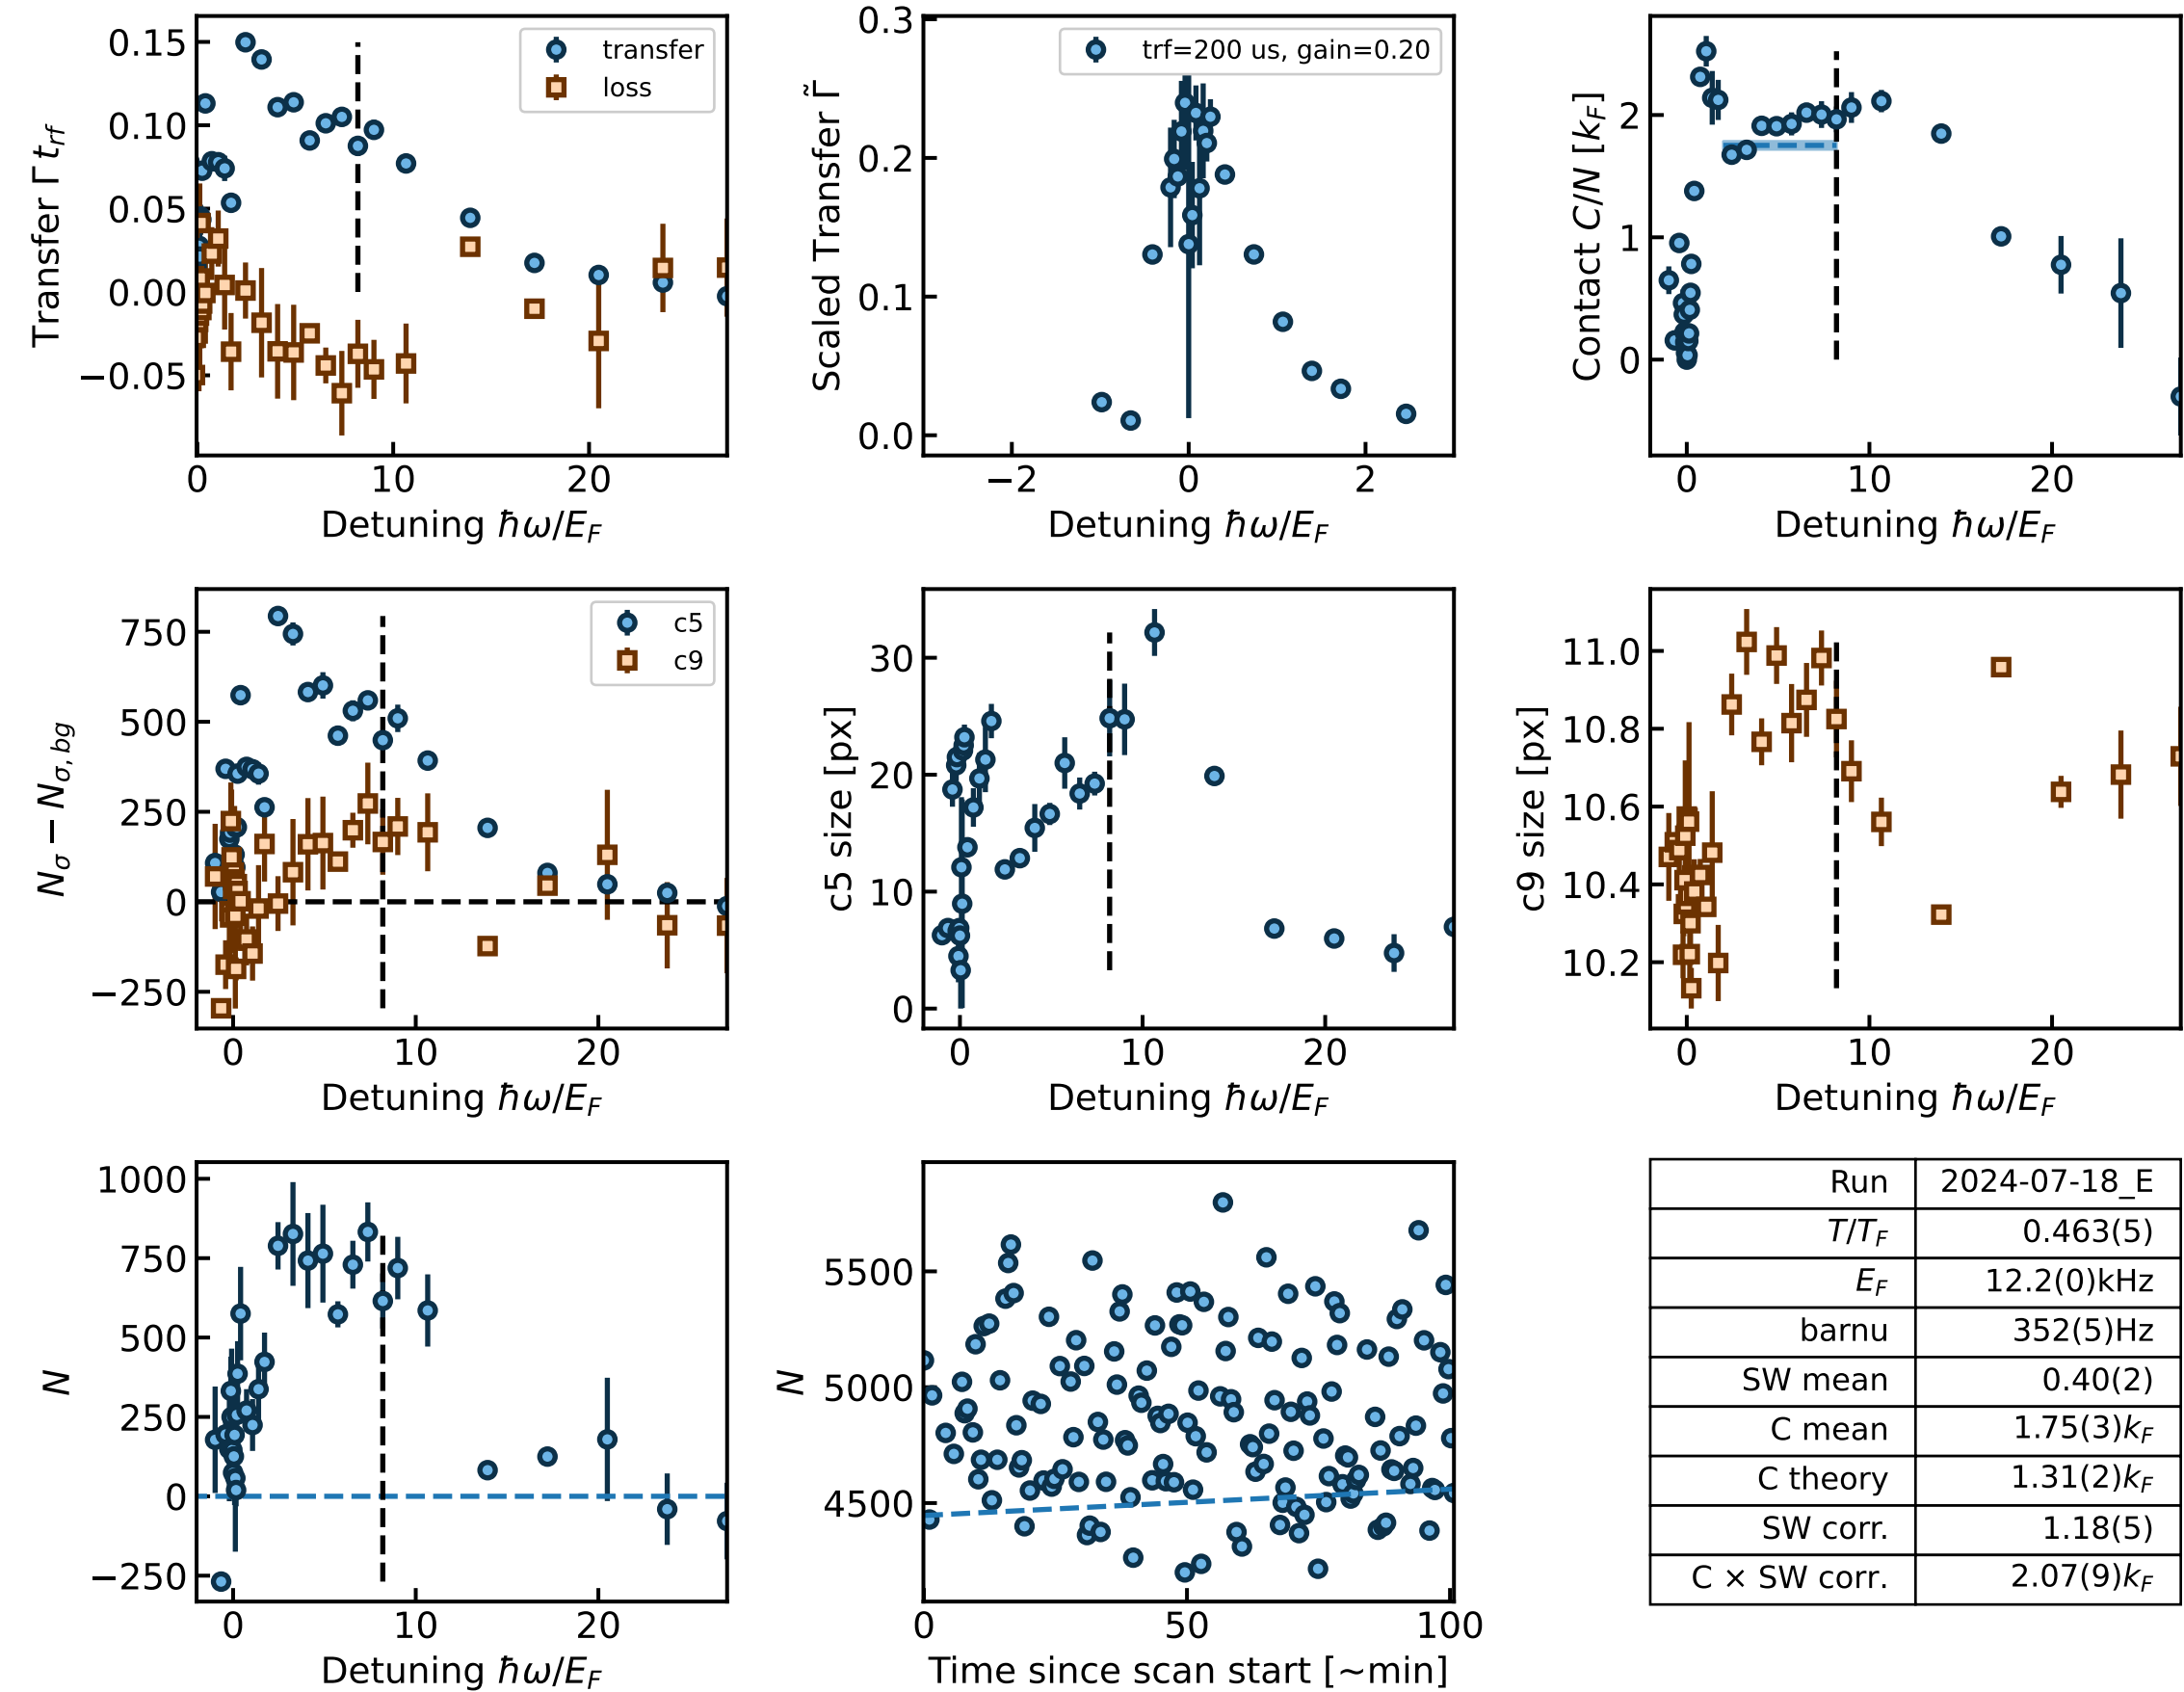 transfer
loss
0.15
0.10
0.05
0.00
−0.05
Transfer Γ t_rf
0 10 20
Detuning ħω/E_F
trf=200 us, gain=0.20
0.3
0.2
0.1
0.0
Scaled Transfer Γ̃
−2 0 2
Detuning ħω/E_F
2
1
0
Contact C/N [k_F]
0 10 20
Detuning ħω/E_F
c5
c9
750
500
250
0
−250
N_σ − N_σ,bg
0 10 20
Detuning ħω/E_F
30
20
10
0
c5 size [px]
0 10 20
Detuning ħω/E_F
11.0
10.8
10.6
10.4
10.2
c9 size [px]
0 10 20
Detuning ħω/E_F
1000
750
500
250
0
−250
N
0 10 20
Detuning ħω/E_F
5500
5000
4500
N
0 50 100
Time since scan start [~min]
Run 2024-07-18_E
T/T_F 0.463(5)
E_F 12.2(0)kHz
barnu 352(5)Hz
SW mean 0.40(2)
C mean 1.75(3)k_F
C theory 1.31(2)k_F
SW corr. 1.18(5)
C × SW corr. 2.07(9)k_F